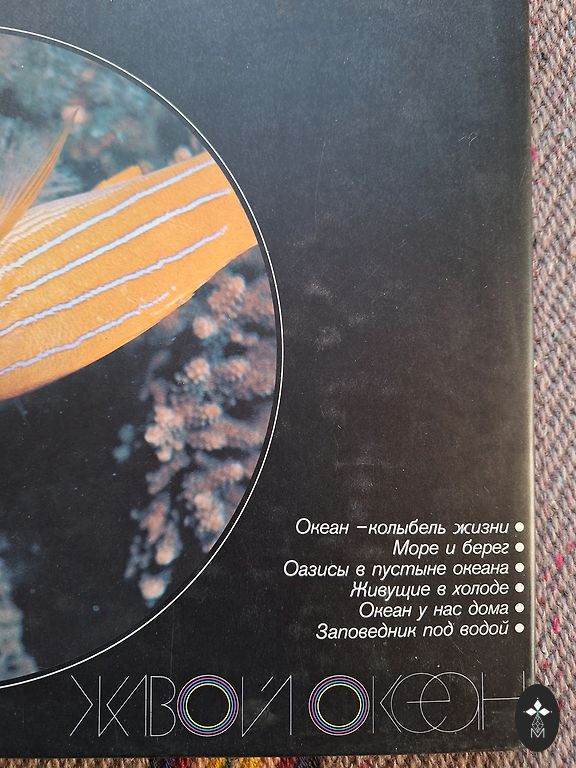 Океан –колыбель жизни •
Море и берег •
Оазисы в пустыне океана •
Живущие в холоде •
Океан у нас дома •
Заповедник под водой •
ЖИВОЙ ОКЕАН
M